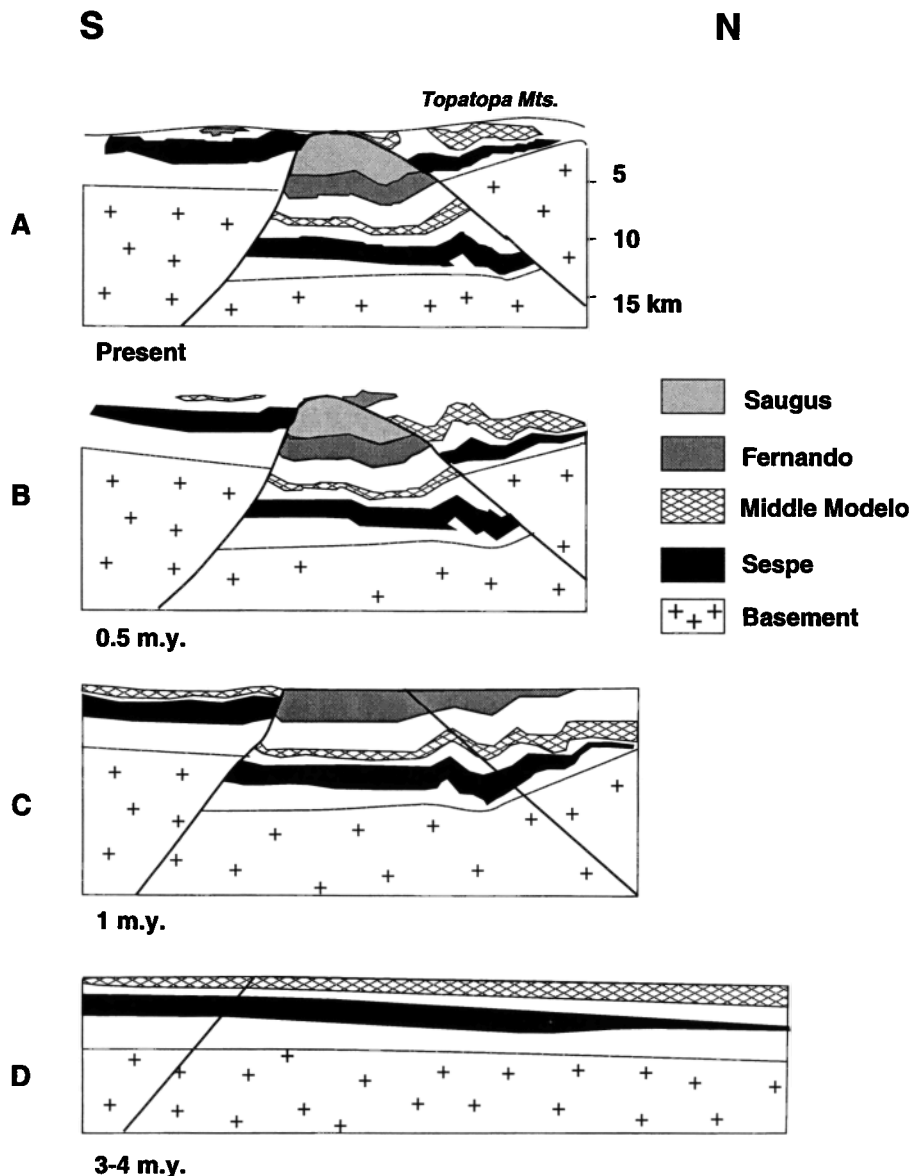 S
N
Topatopa Mts.
5
A
10
15 km
Present
Saugus
Fernando
B
Middle Modelo
Sespe
Basement
0.5 m.y.
C
1 m.y.
D
3-4 m.y.